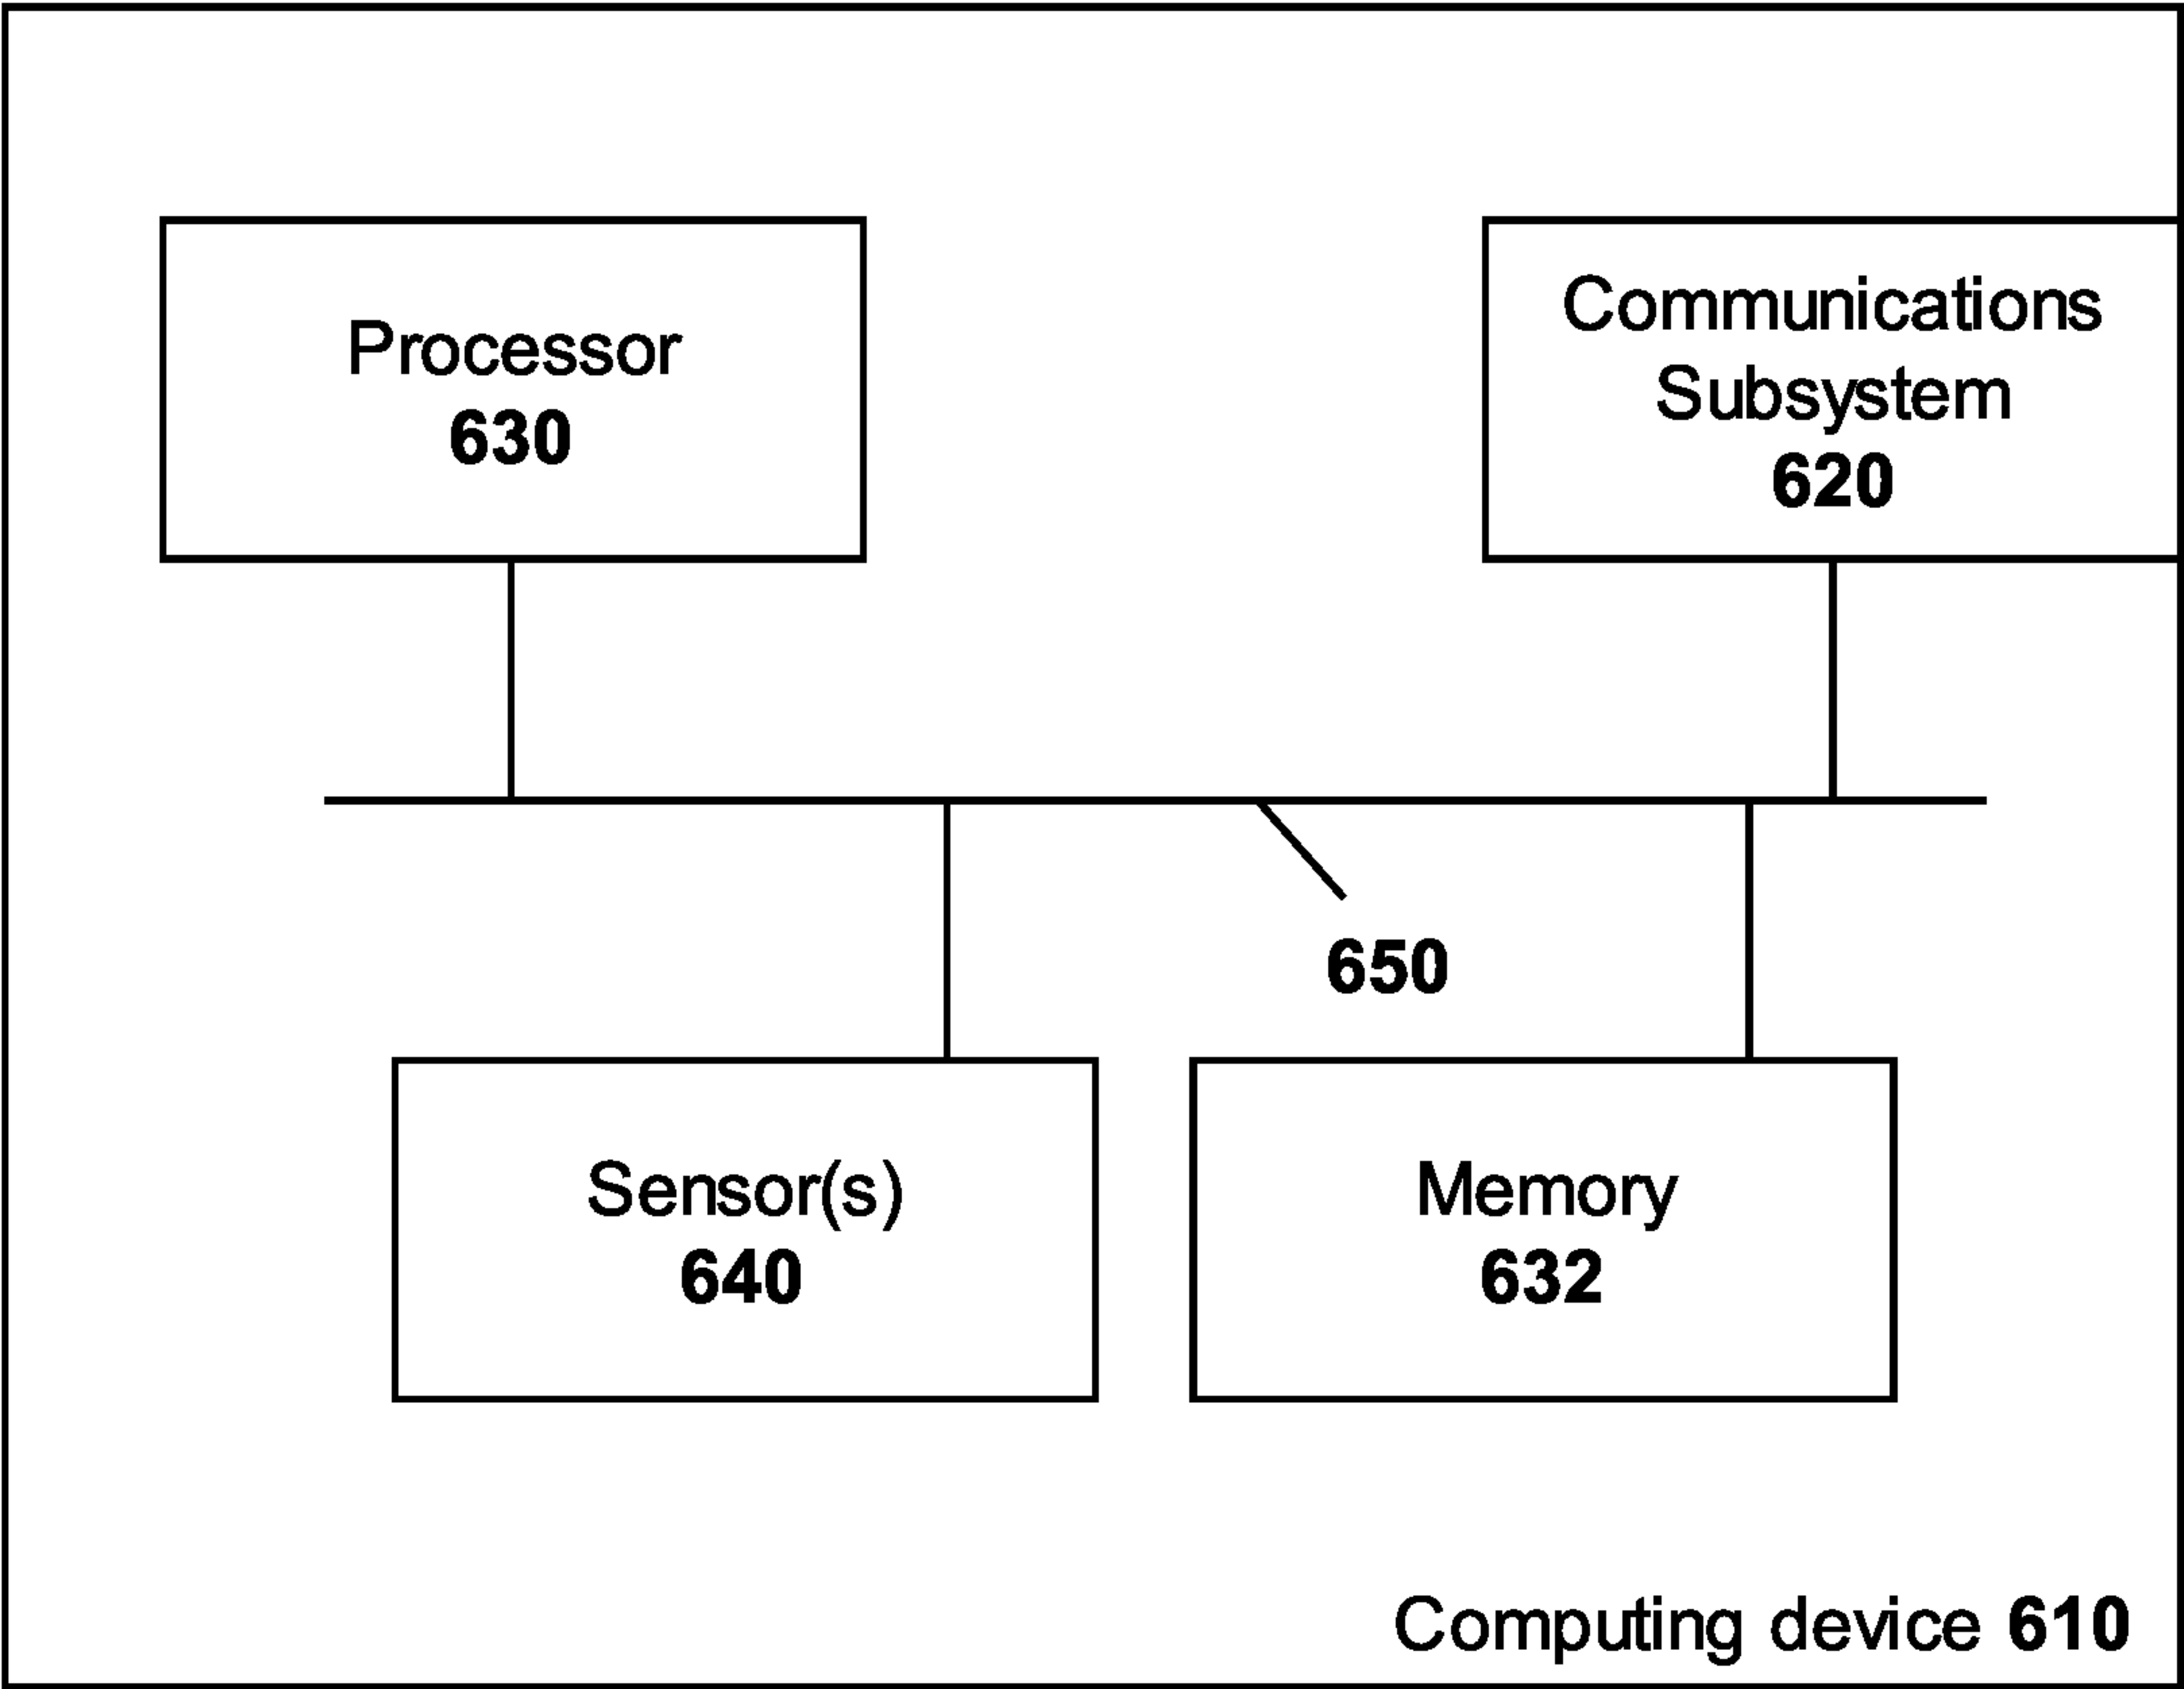 Processor
630
Communications
Subsystem
620
650
Sensor(s)
640
Memory
632
Computing device 610